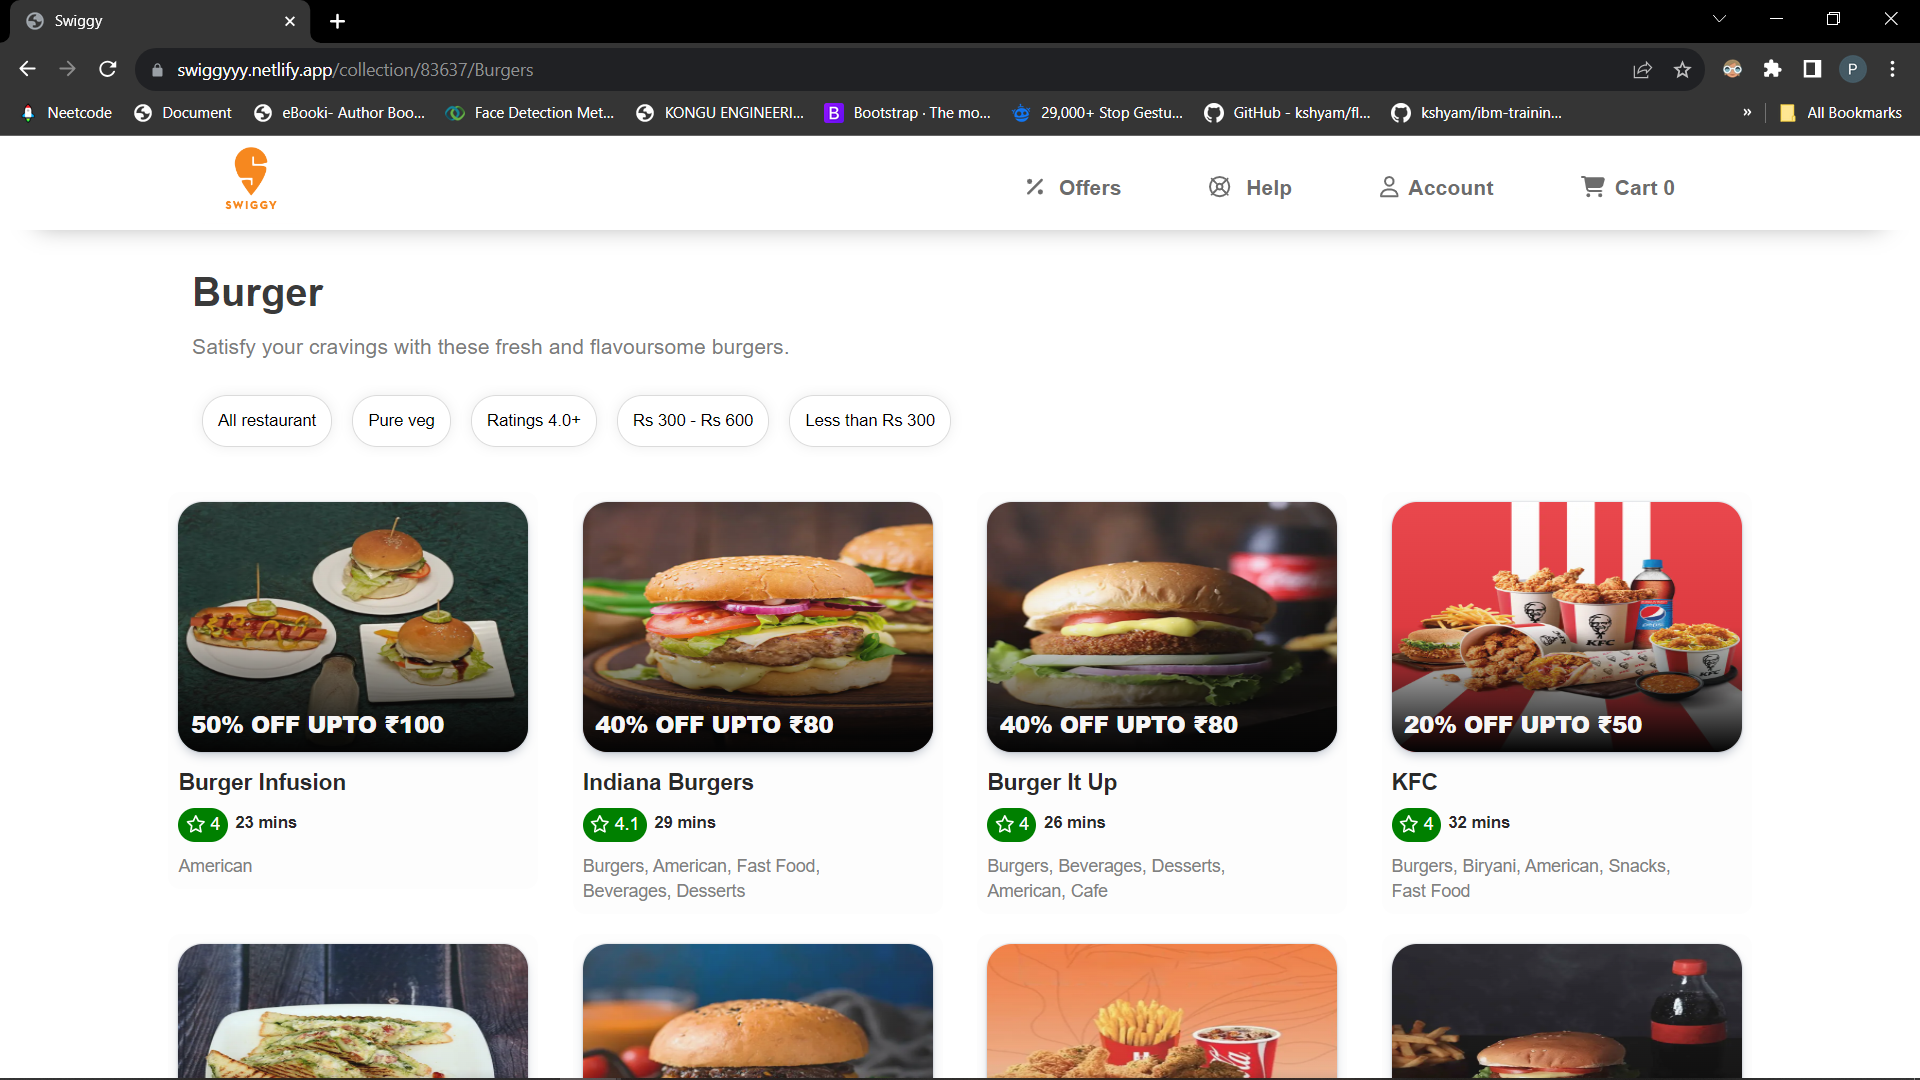 Swiggy
swiggyyy.netlify.app/collection/83637/Burgers
P
Neetcode
Document
eBooki- Author Boo...
Face Detection Met...
KONGU ENGINEERI...
B Bootstrap · The mo...
29,000+ Stop Gestu...
GitHub - kshyam/fl...
kshyam/ibm-trainin...
»
All Bookmarks
SWIGGY
Offers
Help
Account
Cart 0
Burger
Satisfy your cravings with these fresh and flavoursome burgers.
All restaurant
Pure veg
Ratings 4.0+
Rs 300 - Rs 600
Less than Rs 300
50% OFF UPTO ₹100
Burger Infusion
4 23 mins
American
40% OFF UPTO ₹80
Indiana Burgers
4.1 29 mins
Burgers, American, Fast Food,
Beverages, Desserts
40% OFF UPTO ₹80
Burger It Up
4 26 mins
Burgers, Beverages, Desserts,
American, Cafe
pepsi
KFC
20% OFF UPTO ₹50
KFC
4 32 mins
Burgers, Biryani, American, Snacks,
Fast Food